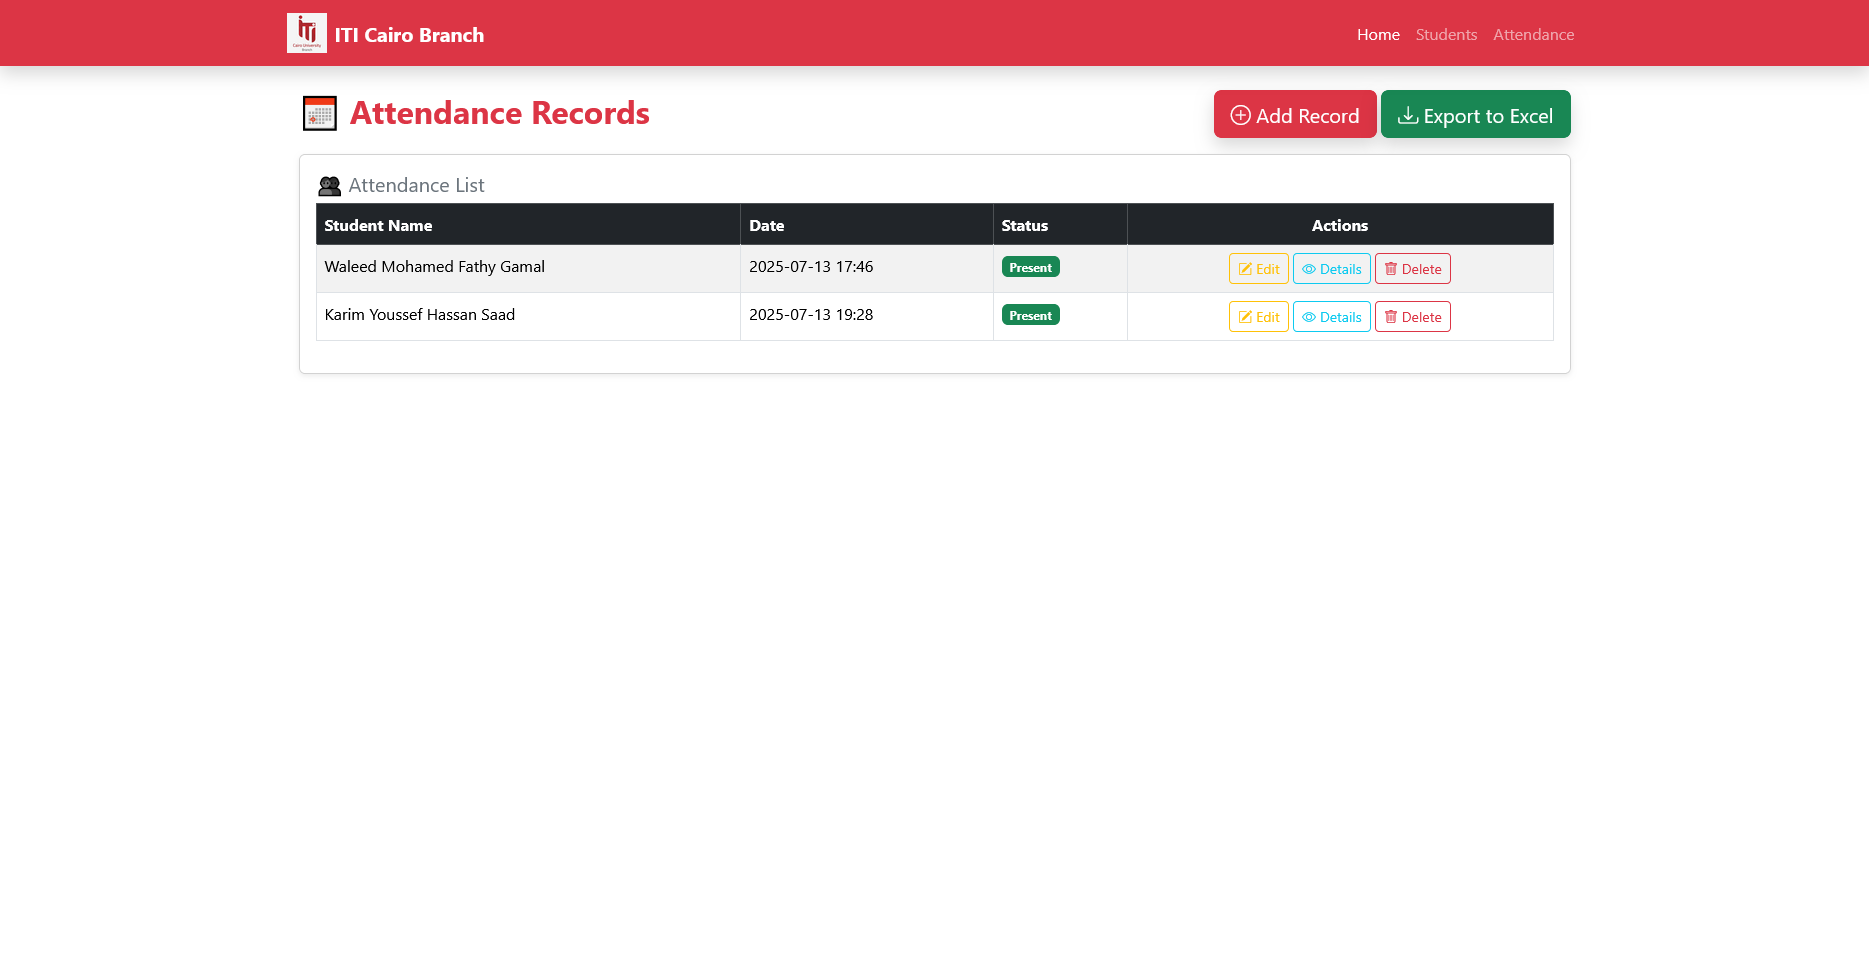 iTi
Cairo University
Branch
ITI Cairo Branch
Home Students Attendance
Attendance Records
Add Record Export to Excel
Attendance List
Student Name Date Status Actions
Waleed Mohamed Fathy Gamal 2025-07-13 17:46 Present Edit Details Delete
Karim Youssef Hassan Saad 2025-07-13 19:28 Present Edit Details Delete